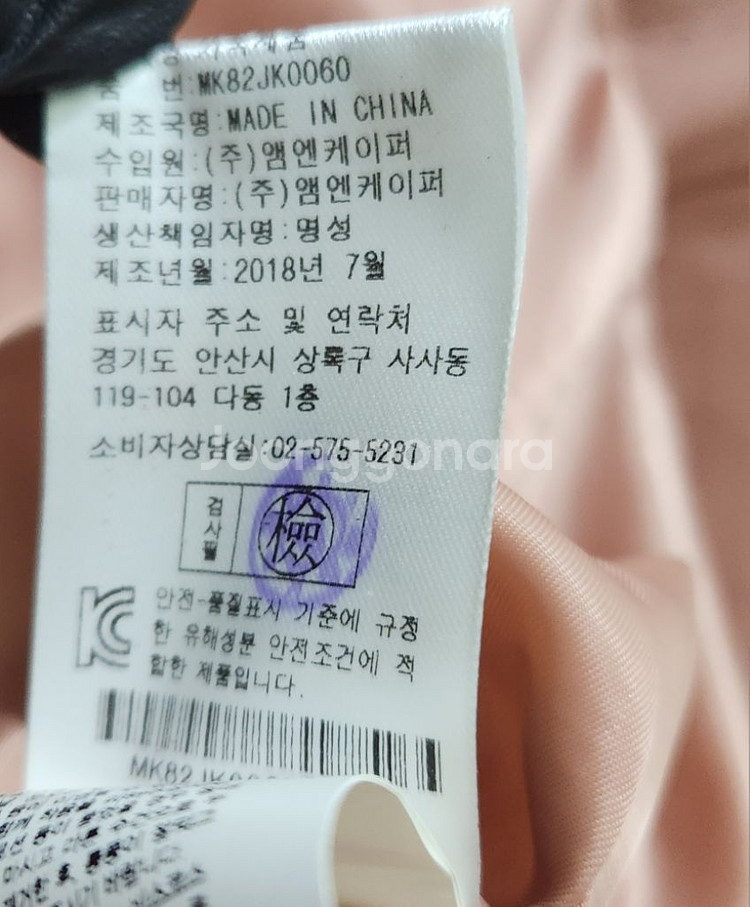 번:MK82JK0060
제조국명:MADE IN CHINA
수입원:(주)앰엔케이퍼
판매자명:(주)앰엔케이퍼
생산책임자명:명성
제조년월:2018년 7월
표시자 주소 및 연락처
경기도 안산시 상록구 사사동
119-104 다동 1층
소비자상담실:02-575-5231
Joonggonara
검사필
檢
안전-품질표시 기준에 규정
한 유해성분 안전조건에 적
합한 제품입니다.